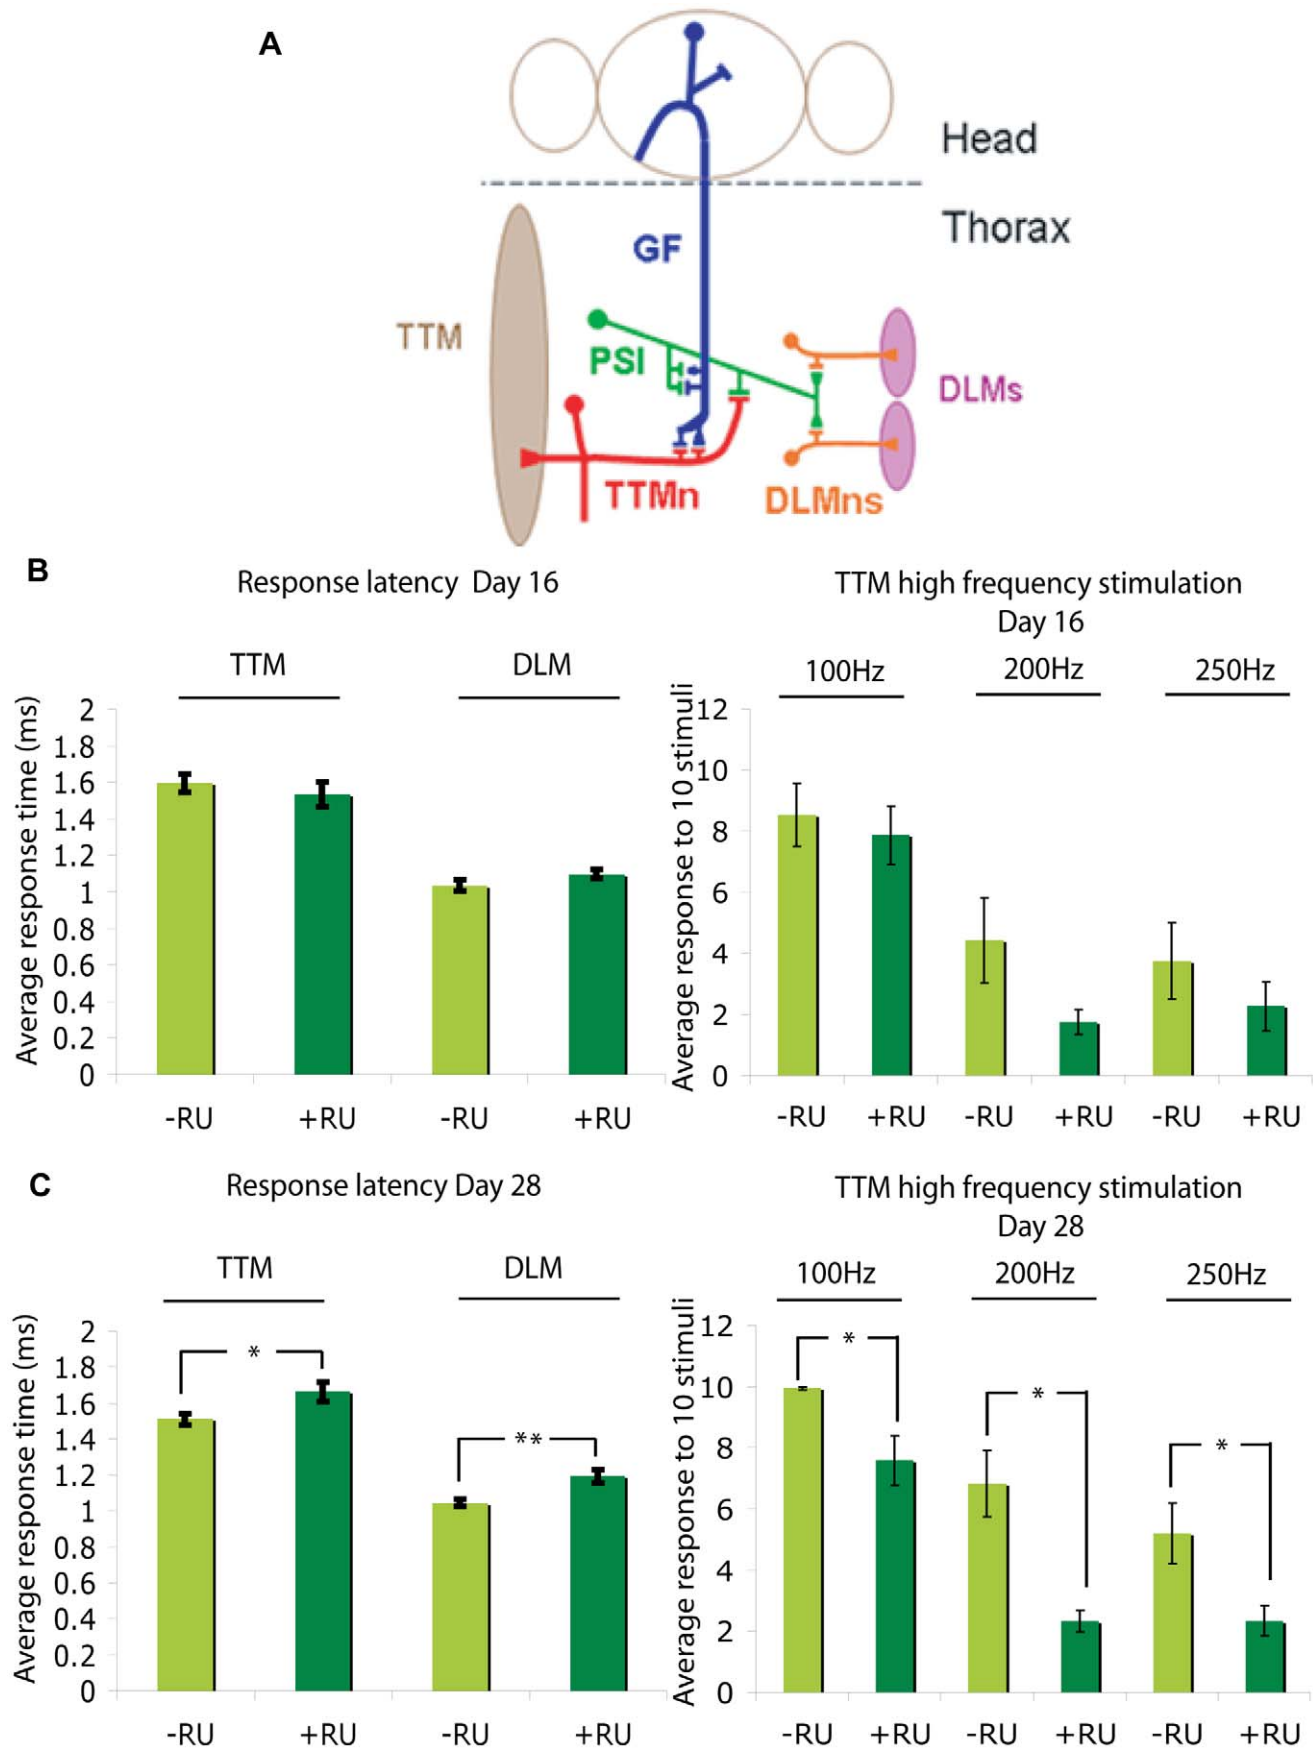 A
Head
Thorax
GF
TTM
PSI
DLMs
TTMn
DLMns
B
Response latency Day 16
TTM
DLM
Average response time (ms)
2
1.8
1.6
1.4
1.2
1
0.8
0.6
0.4
0.2
0
-RU
+RU
-RU
+RU
TTM high frequency stimulation
Day 16
100Hz
200Hz
250Hz
Average response to 10 stimuli
12
10
8
6
4
2
0
-RU
+RU
-RU
+RU
-RU
+RU
C
Response latency Day 28
TTM
DLM
Average response time (ms)
2
1.8
1.6
1.4
1.2
1
0.8
0.6
0.4
0.2
0
*
**
-RU
+RU
-RU
+RU
TTM high frequency stimulation
Day 28
100Hz
200Hz
250Hz
Average response to 10 stimuli
12
10
8
6
4
2
0
*
*
*
-RU
+RU
-RU
+RU
-RU
+RU